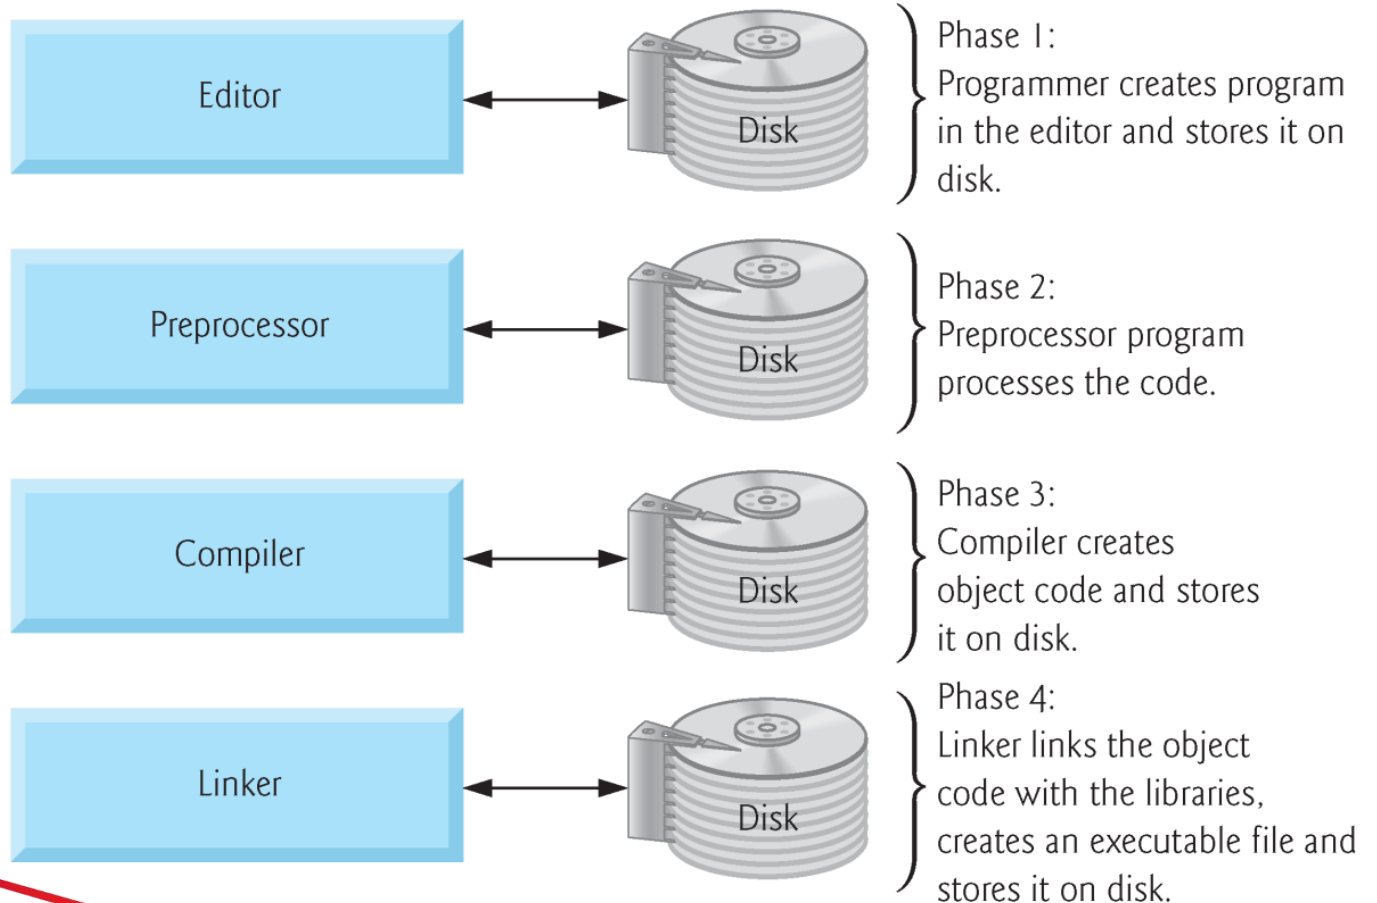 Editor
Disk
Phase 1:
Programmer creates program
in the editor and stores it on
disk.
Preprocessor
Disk
Phase 2:
Preprocessor program
processes the code.
Compiler
Disk
Phase 3:
Compiler creates
object code and stores
it on disk.
Linker
Disk
Phase 4:
Linker links the object
code with the libraries,
creates an executable file and
stores it on disk.